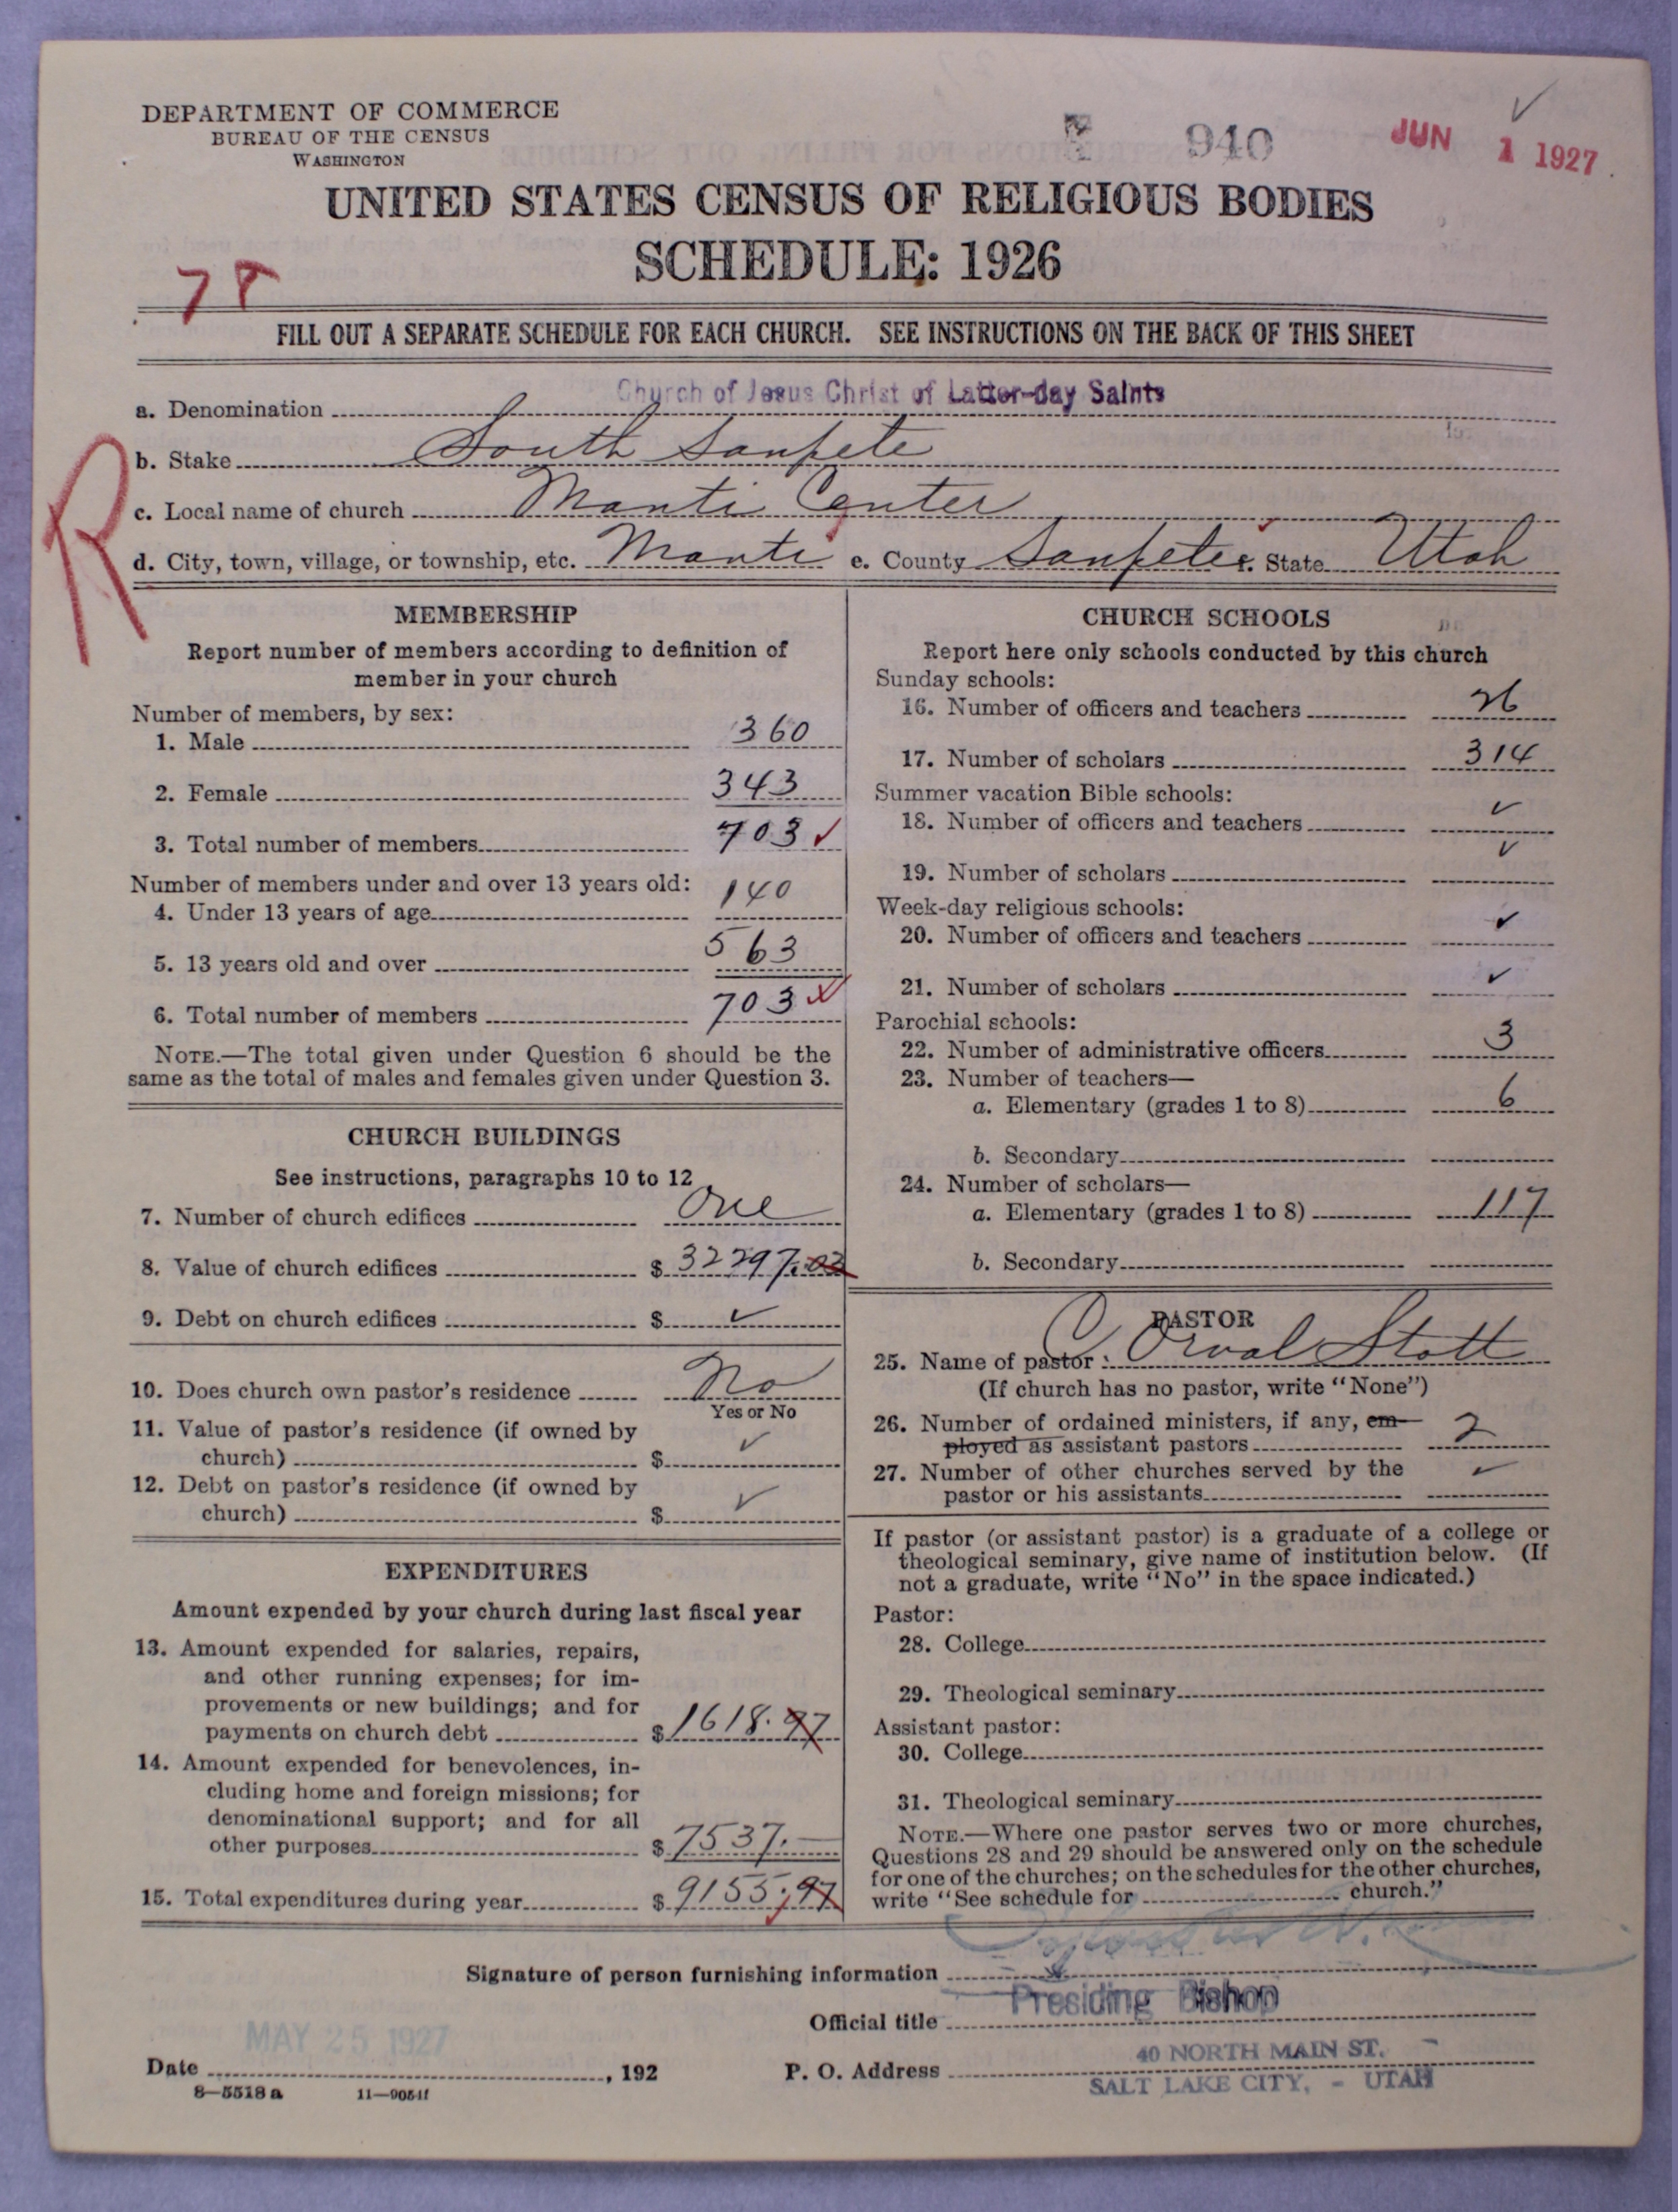 DEPARTMENT OF COMMERCE
BUREAU OF THE CENSUS
WASHINGTON
940
JUN 1 1927
UNITED STATES CENSUS OF RELIGIOUS BODIES
SCHEDULE: 1926
FILL OUT A SEPARATE SCHEDULE FOR EACH CHURCH. SEE INSTRUCTIONS ON THE BACK OF THIS SHEET
a. Denomination Church of Jesus Christ of Latter-day Saints
b. Stake South Sanpete
R
c. Local name of church Manti Center
d. City, town, village, or township, etc. Manti e. County Sanpete f. State Utah
MEMBERSHIP
Report number of members according to definition of
member in your church
Number of members, by sex:
1. Male 360
2. Female 343
3. Total number of members 703
Number of members under and over 13 years old:
4. Under 13 years of age 140
5. 13 years old and over 563
6. Total number of members 703
NOTE.—The total given under Question 6 should be the
same as the total of males and females given under Question 3.
CHURCH BUILDINGS
See instructions, paragraphs 10 to 12
7. Number of church edifices One
8. Value of church edifices $ 32297.03
9. Debt on church edifices $ ✓
10. Does church own pastor's residence No
Yes or No
11. Value of pastor's residence (if owned by
church) $ ✓
12. Debt on pastor's residence (if owned by
church) $ ✓
EXPENDITURES
Amount expended by your church during last fiscal year
13. Amount expended for salaries, repairs,
and other running expenses; for im-
provements or new buildings; and for
payments on church debt $ 1618.97
14. Amount expended for benevolences, in-
cluding home and foreign missions; for
denominational support; and for all
other purposes $ 7537.—
15. Total expenditures during year $ 9155.97
CHURCH SCHOOLS
Report here only schools conducted by this church
Sunday schools:
16. Number of officers and teachers 26
17. Number of scholars 314
Summer vacation Bible schools:
18. Number of officers and teachers ✓
19. Number of scholars ✓
Week-day religious schools:
20. Number of officers and teachers ✓
21. Number of scholars ✓
Parochial schools:
22. Number of administrative officers 3
23. Number of teachers—
a. Elementary (grades 1 to 8) 6
b. Secondary
24. Number of scholars—
a. Elementary (grades 1 to 8) 117
b. Secondary
PASTOR
25. Name of pastor: C Orval Stott
(If church has no pastor, write "None")
26. Number of ordained ministers, if any, em-
ployed as assistant pastors 2
27. Number of other churches served by the
pastor or his assistants ✓
If pastor (or assistant pastor) is a graduate of a college or
theological seminary, give name of institution below. (If
not a graduate, write "No" in the space indicated.)
Pastor:
28. College
29. Theological seminary
Assistant pastor:
30. College
31. Theological seminary
NOTE.—Where one pastor serves two or more churches,
Questions 28 and 29 should be answered only on the schedule
for one of the churches; on the schedules for the other churches,
write "See schedule for church."
Signature of person furnishing information
Official title Presiding Bishop
MAY 25 1927
Date , 192
P. O. Address 40 NORTH MAIN ST.
SALT LAKE CITY, - UTAH
8—5518 a 11—9054f